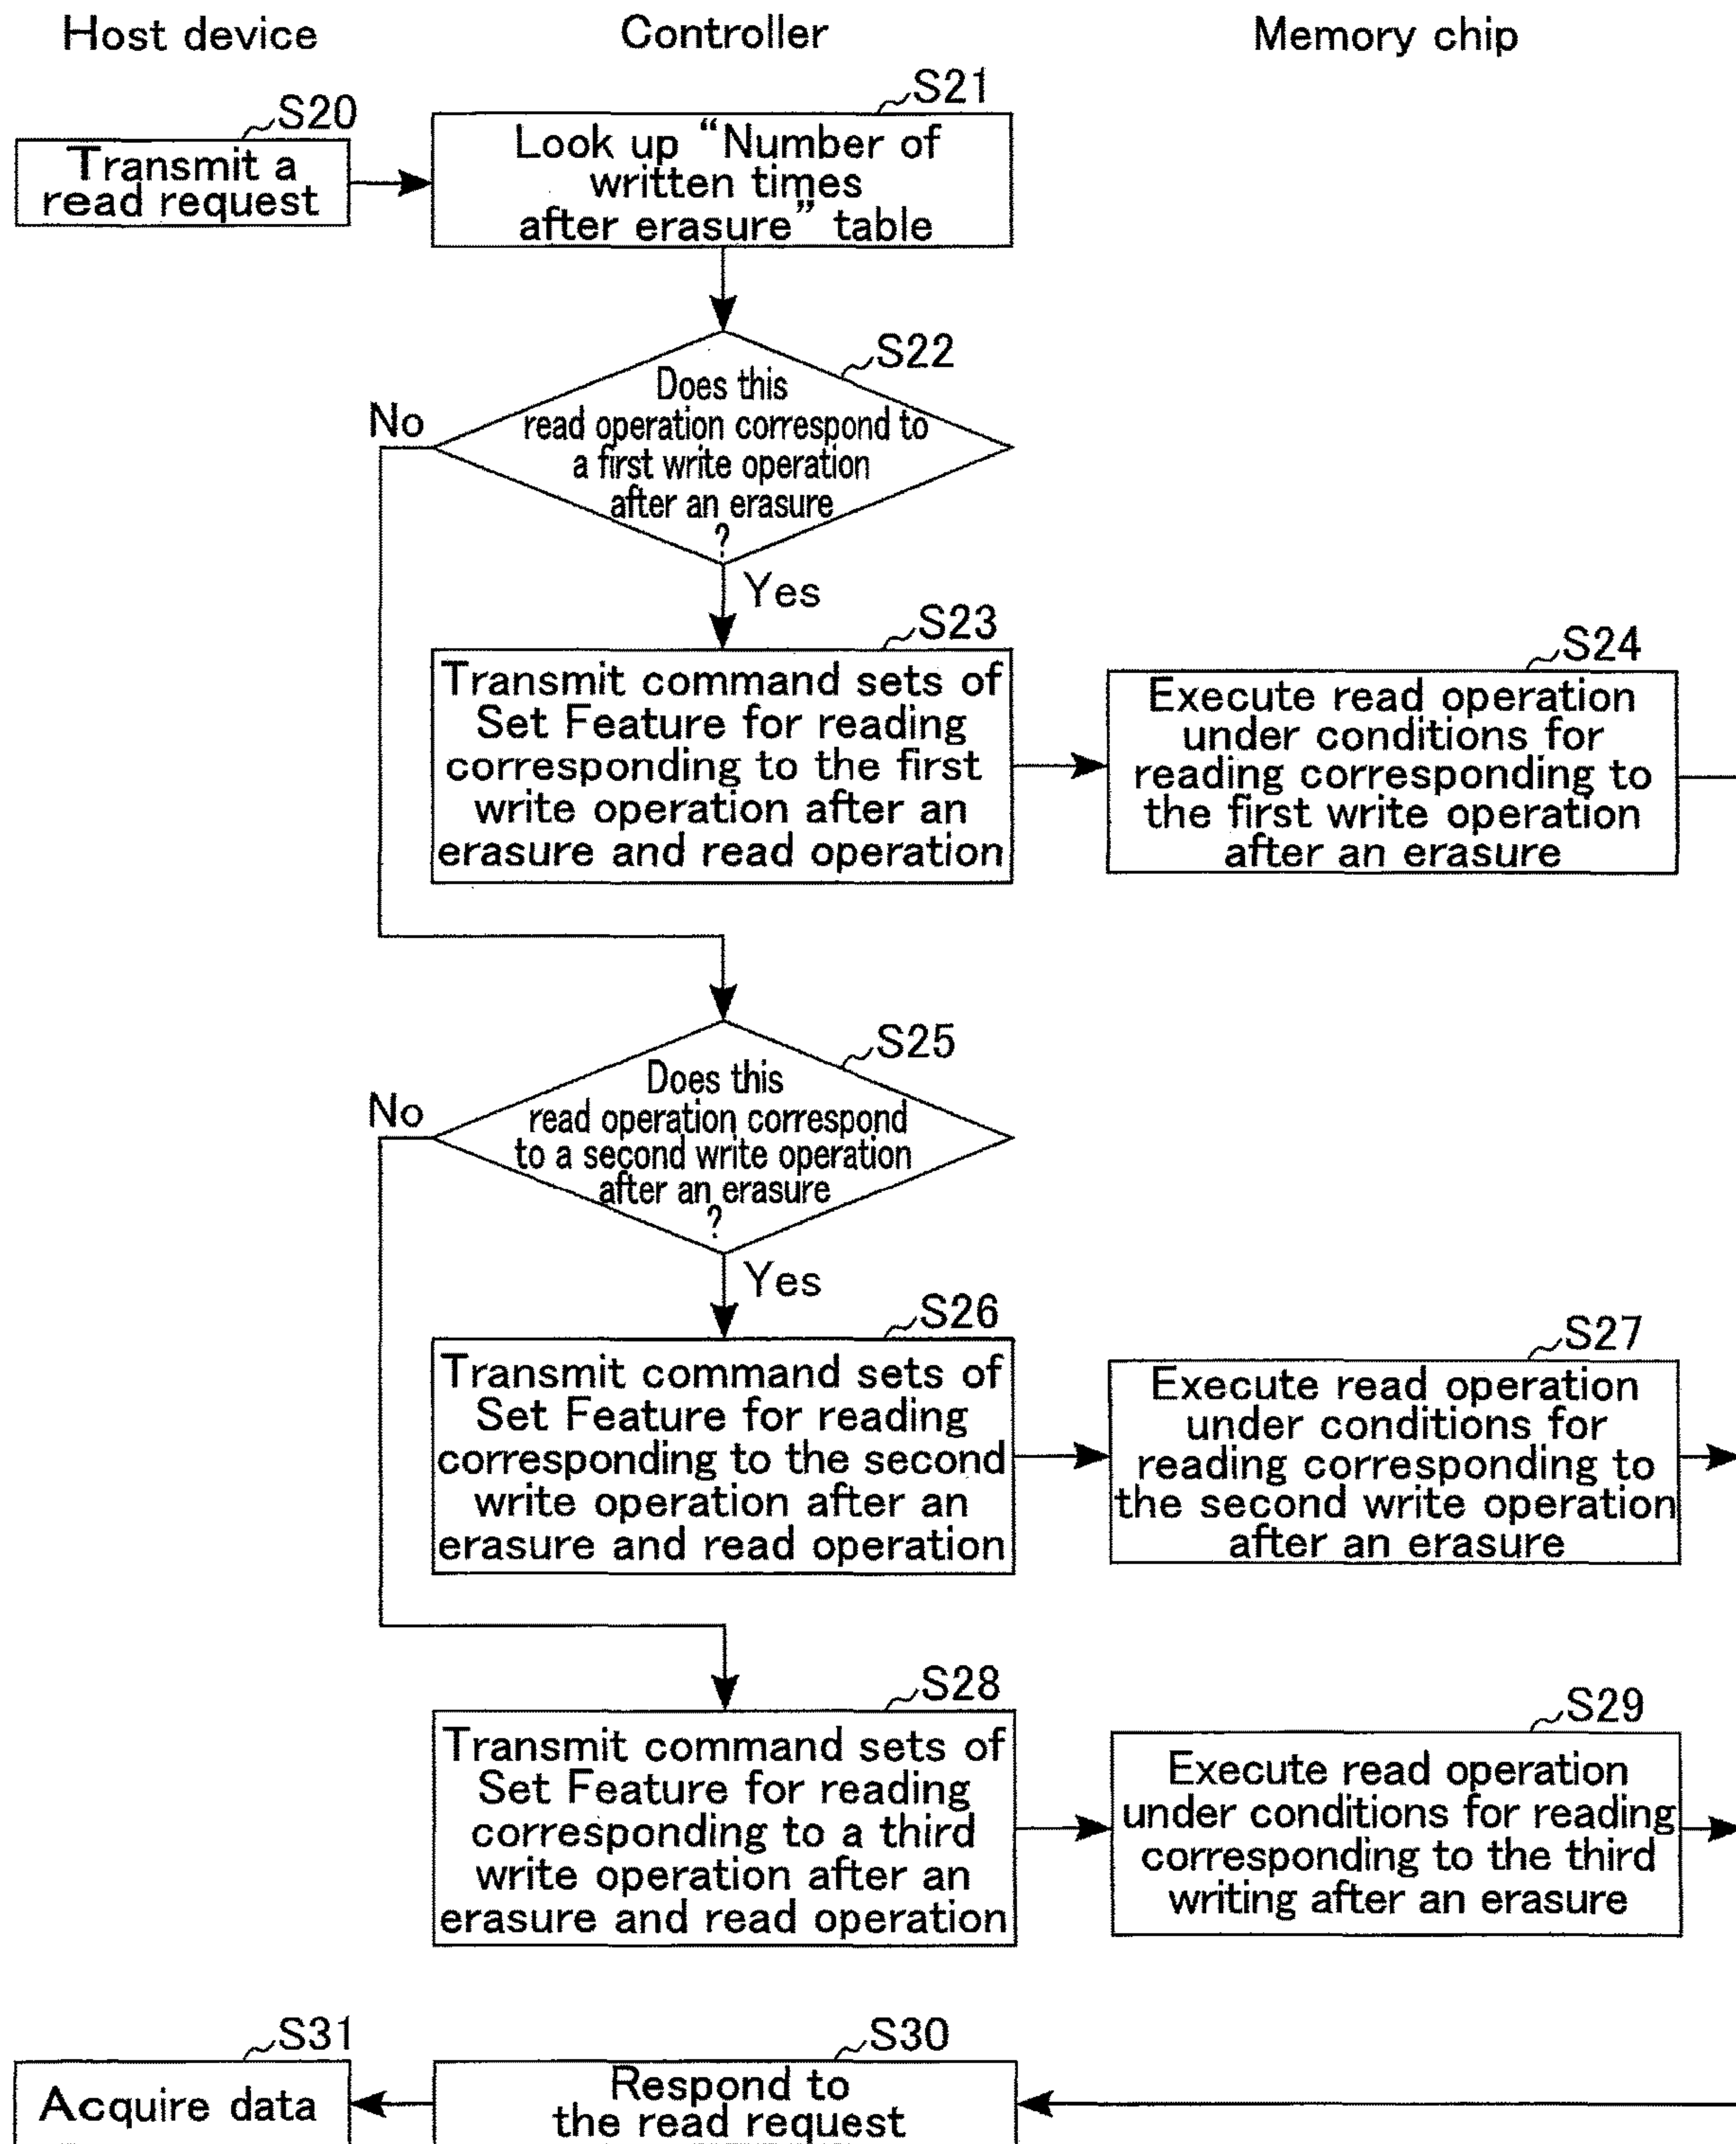 Host device
Controller
Memory chip
S20
Transmit a
read request
S21
Look up “Number of
written times
after erasure” table
S22
Does this
read operation correspond to
a first write operation
after an erasure
?
No
Yes
S23
Transmit command sets of
Set Feature for reading
corresponding to the first
write operation after an
erasure and read operation
S24
Execute read operation
under conditions for
reading corresponding to
the first write operation
after an erasure
S25
Does this
read operation correspond
to a second write operation
after an erasure
?
No
Yes
S26
Transmit command sets of
Set Feature for reading
corresponding to the second
write operation after an
erasure and read operation
S27
Execute read operation
under conditions for
reading corresponding to
the second write operation
after an erasure
S28
Transmit command sets of
Set Feature for reading
corresponding to a third
write operation after an
erasure and read operation
S29
Execute read operation
under conditions for reading
corresponding to the third
writing after an erasure
S31
Acquire data
S30
Respond to
the read request